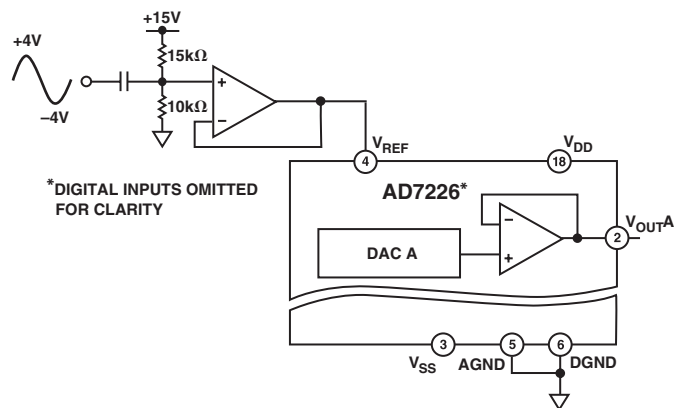 +15V
+4V
15kΩ
10kΩ
–4V
+
–
VREF
4
VDD
18
*DIGITAL INPUTS OMITTED
FOR CLARITY
AD7226*
–
+
DAC A
VOUTA
2
3
5
6
VSS
AGND
DGND